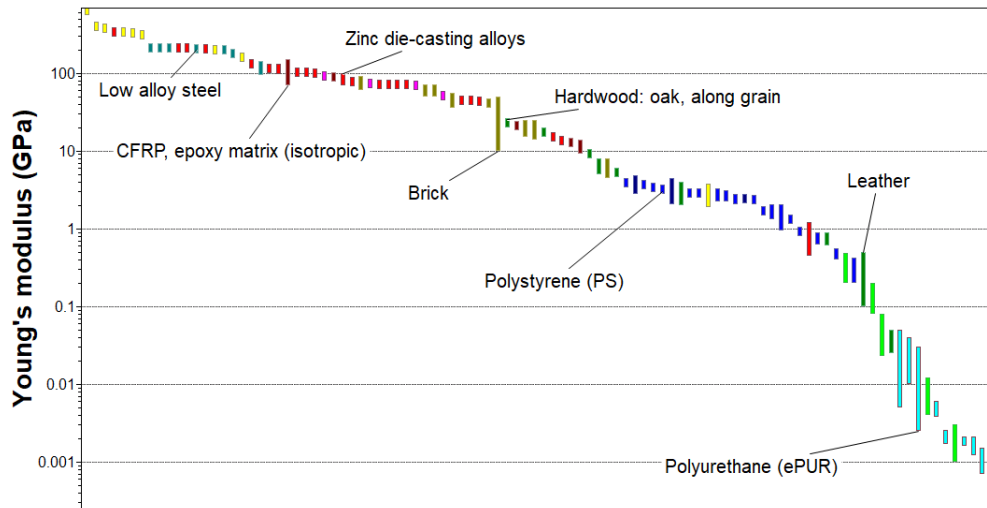 Young's modulus (GPa)
100
10
1
0.1
0.01
0.001
Zinc die-casting alloys
Low alloy steel
Hardwood: oak, along grain
CFRP, epoxy matrix (isotropic)
Brick
Leather
Polystyrene (PS)
Polyurethane (ePUR)